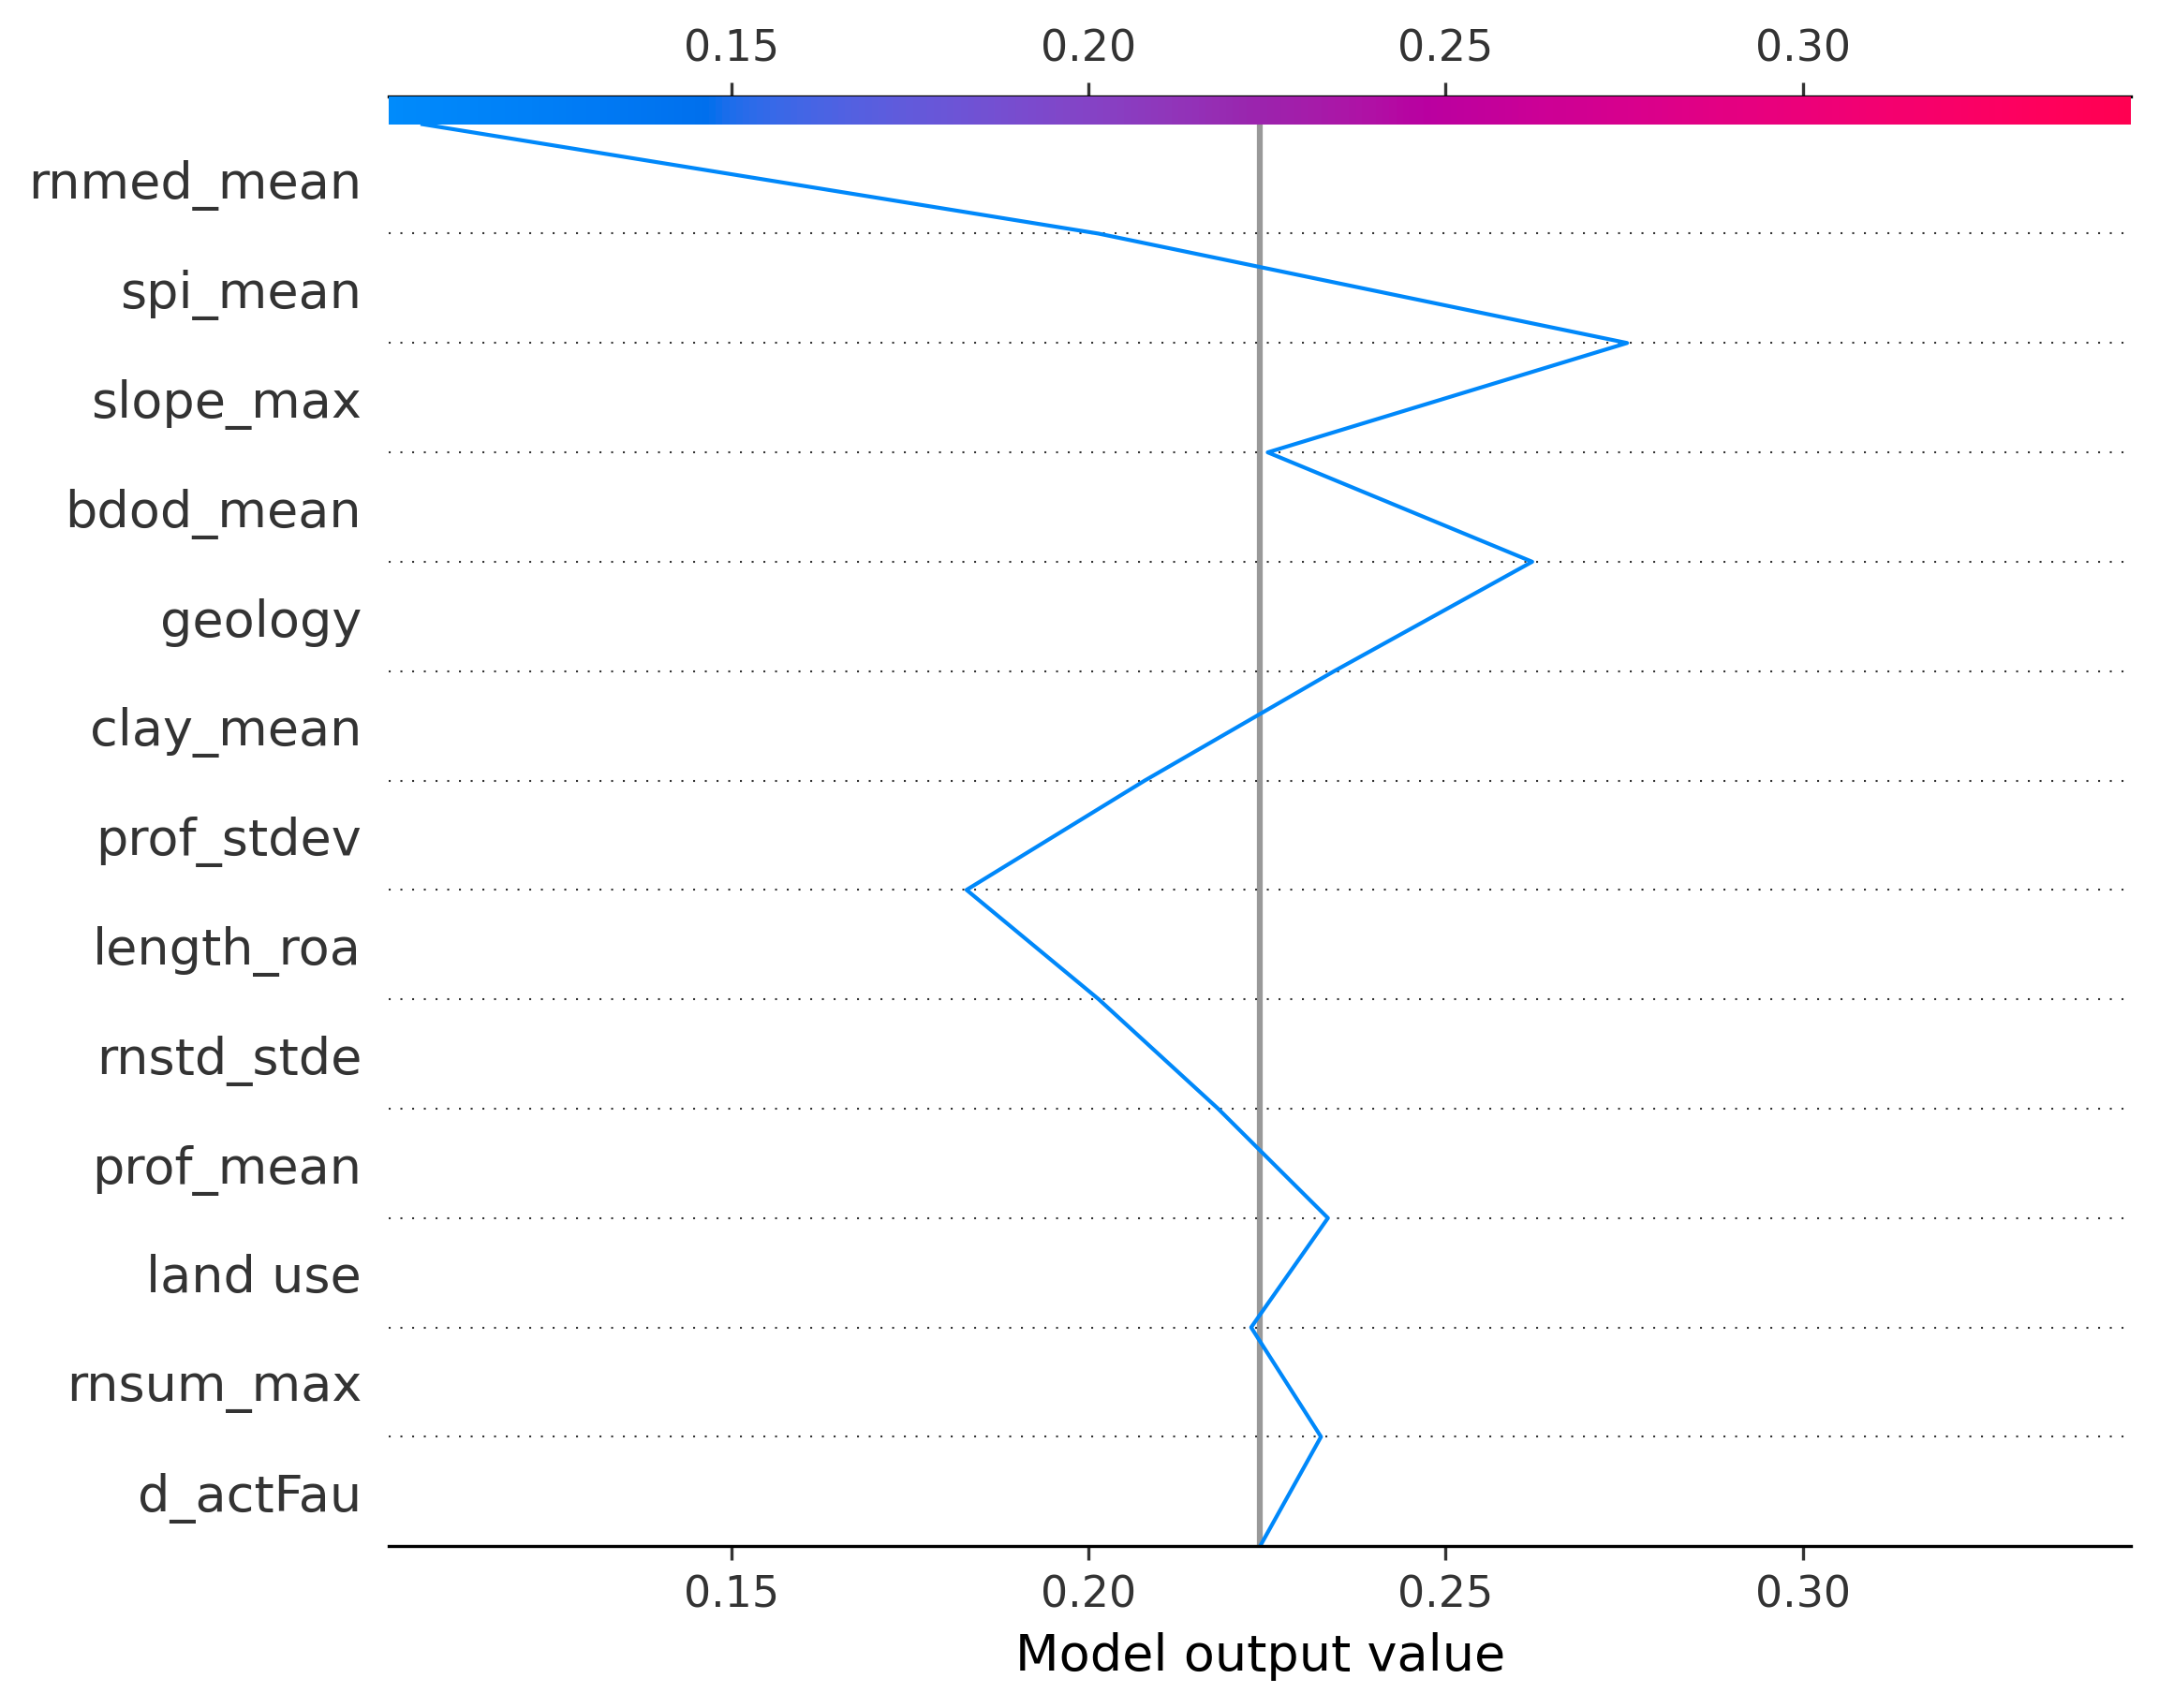 0.15 0.20 0.25 0.30
rnmed_mean
spi_mean
slope_max
bdod_mean
geology
clay_mean
prof_stdev
length_roa
rnstd_stde
prof_mean
land use
rnsum_max
d_actFau
0.15 0.20 0.25 0.30
Model output value